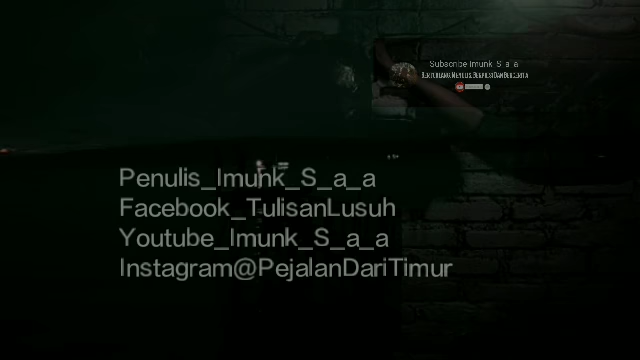 Subscribe Imunk_S_a_a
Penulis_Imunk_S_a_a
Facebook_TulisanLusuh
Youtube_Imunk_S_a_a
Instagram@PejalanDariTimur